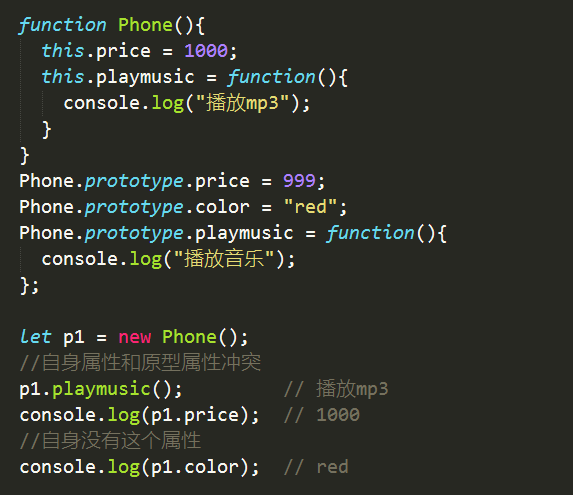 function Phone(){
  this.price = 1000;
  this.playmusic = function(){
    console.log("播放mp3");
  }
}
Phone.prototype.price = 999;
Phone.prototype.color = "red";
Phone.prototype.playmusic = function(){
  console.log("播放音乐");
};

let p1 = new Phone();
//自身属性和原型属性冲突
p1.playmusic();         // 播放mp3
console.log(p1.price);  // 1000
//自身没有这个属性
console.log(p1.color);  // red